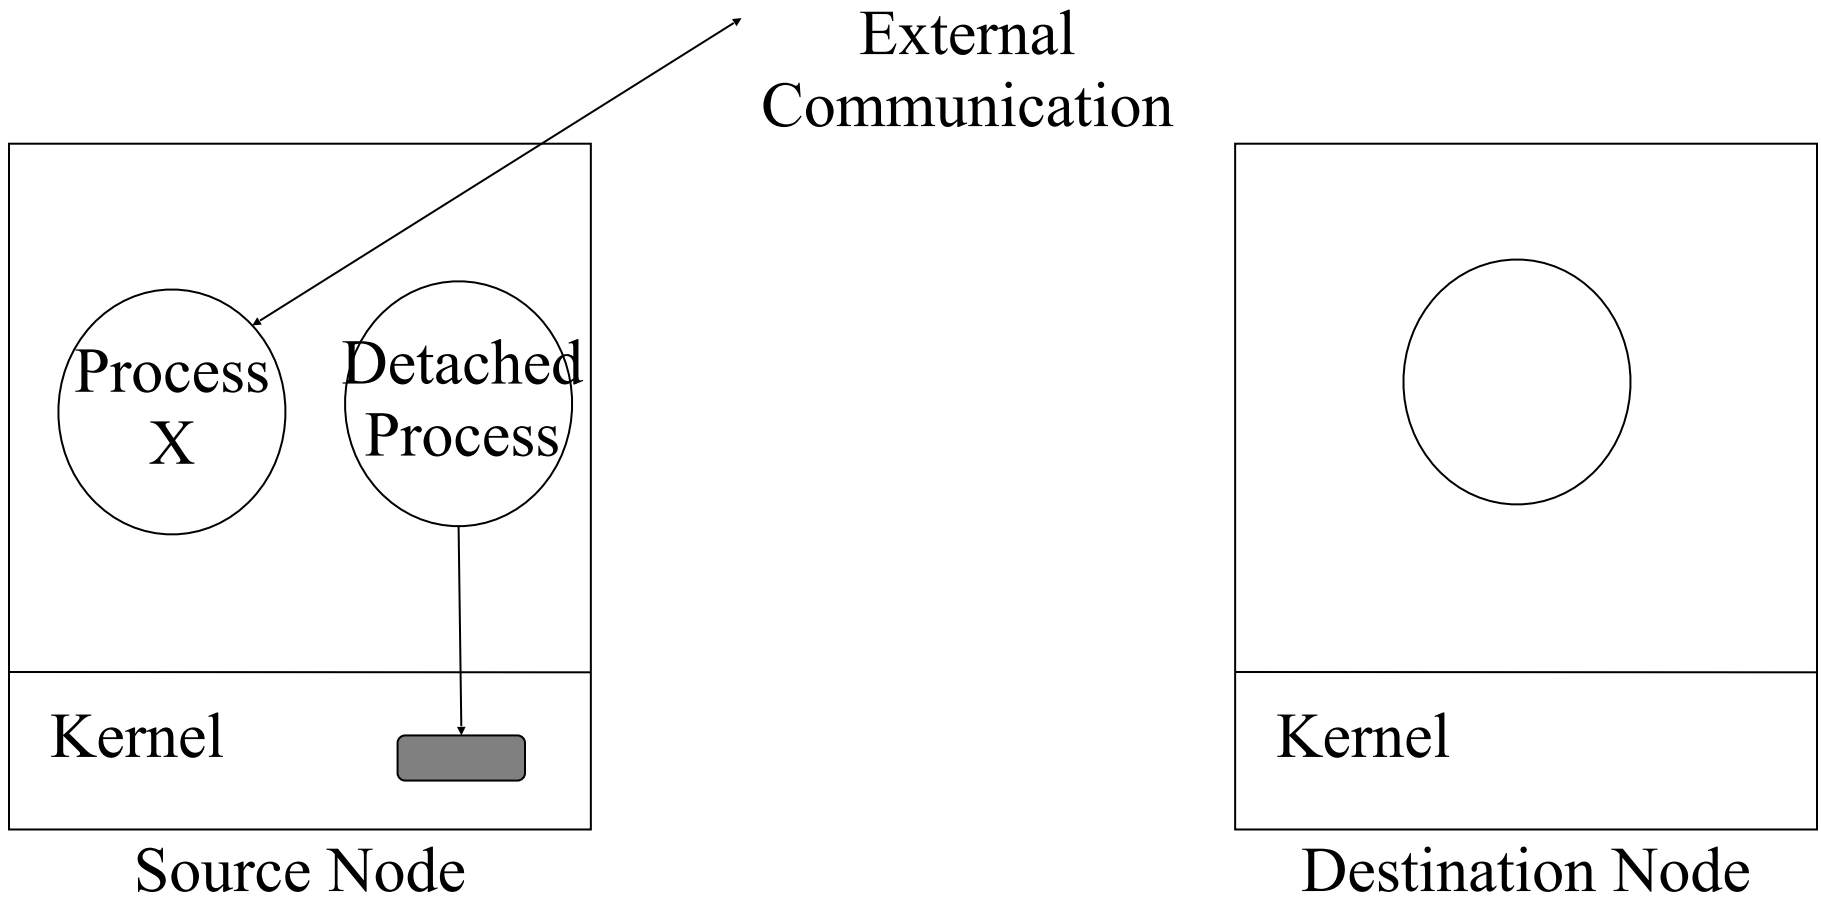 External
Communication
Process
X
Detached
Process
Kernel
Kernel
Source Node
Destination Node